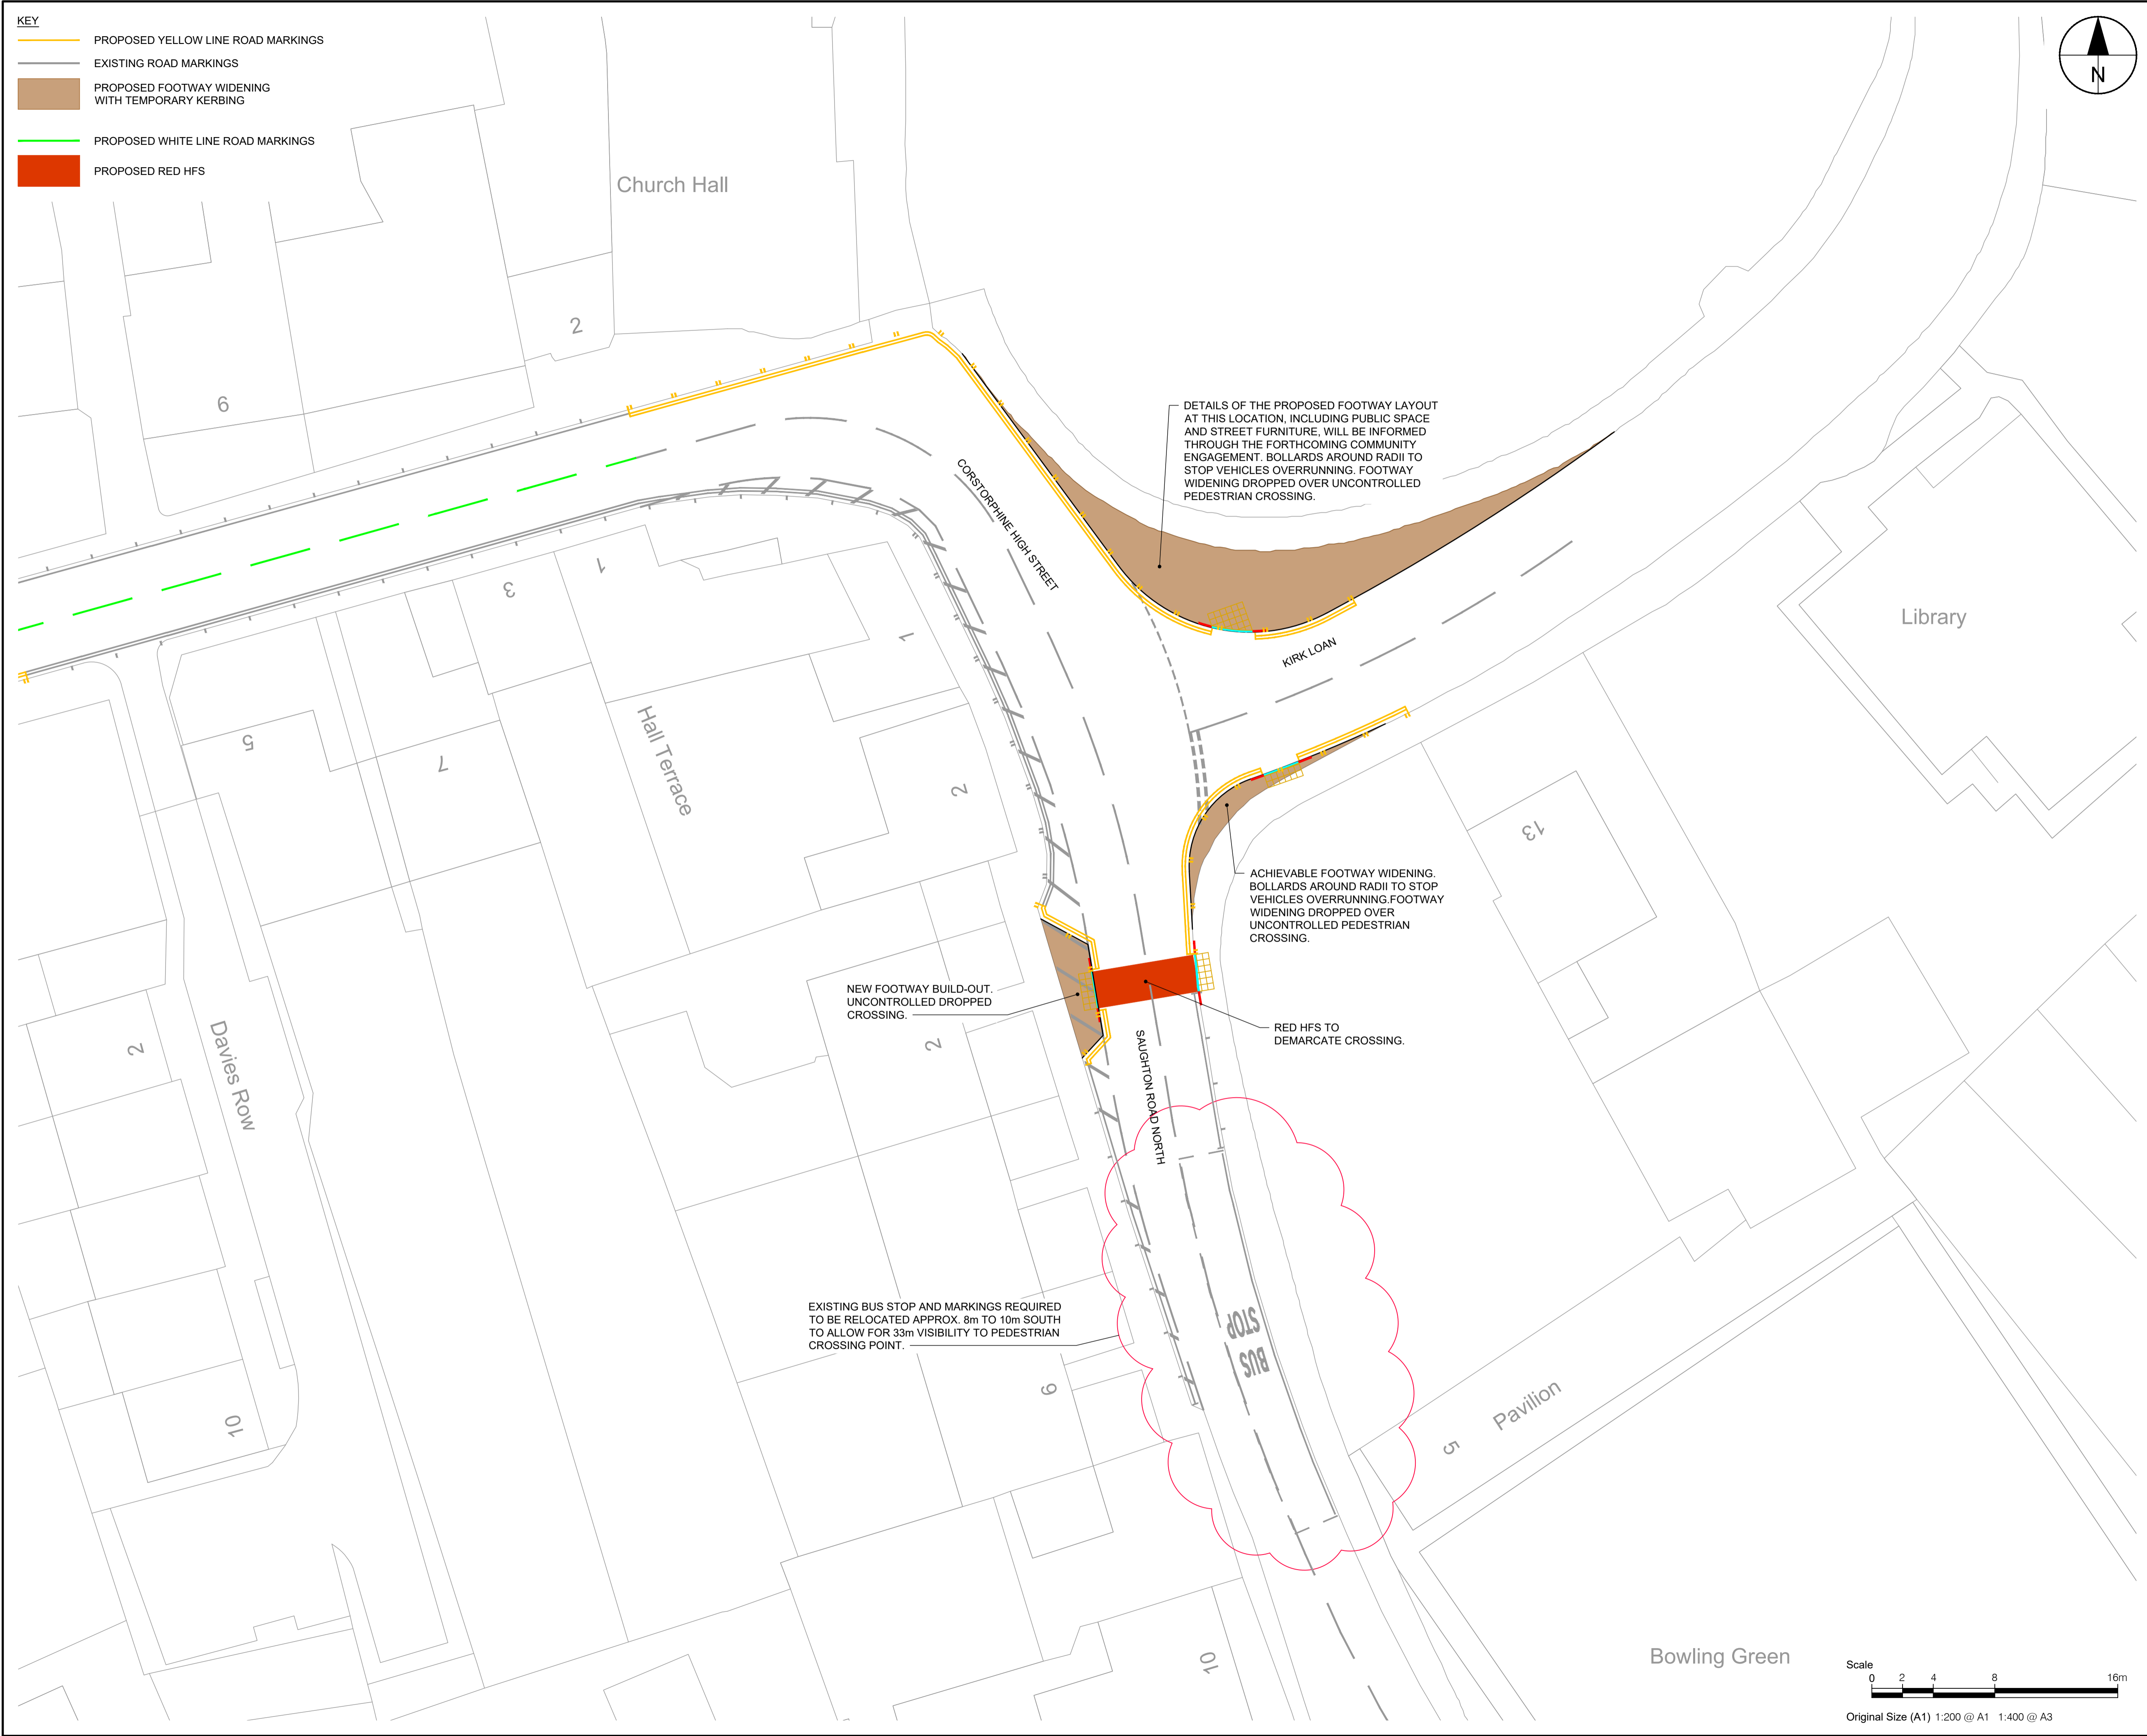 KEY
PROPOSED YELLOW LINE ROAD MARKINGS
EXISTING ROAD MARKINGS
PROPOSED FOOTWAY WIDENING
WITH TEMPORARY KERBING
PROPOSED WHITE LINE ROAD MARKINGS
PROPOSED RED HFS
N
Church Hall
2
6
DETAILS OF THE PROPOSED FOOTWAY LAYOUT
AT THIS LOCATION, INCLUDING PUBLIC SPACE
AND STREET FURNITURE, WILL BE INFORMED
THROUGH THE FORTHCOMING COMMUNITY
ENGAGEMENT. BOLLARDS AROUND RADII TO
STOP VEHICLES OVERRUNNING. FOOTWAY
WIDENING DROPPED OVER UNCONTROLLED
PEDESTRIAN CROSSING.
CORSTORPHINE HIGH STREET
KIRK LOAN
Library
1
3
1
5
7
Hall Terrace
2
13
ACHIEVABLE FOOTWAY WIDENING.
BOLLARDS AROUND RADII TO STOP
VEHICLES OVERRUNNING.FOOTWAY
WIDENING DROPPED OVER
UNCONTROLLED PEDESTRIAN
CROSSING.
NEW FOOTWAY BUILD-OUT.
UNCONTROLLED DROPPED
CROSSING.
RED HFS TO
DEMARCATE CROSSING.
2
Davies Row
2
SAUGHTON ROAD NORTH
EXISTING BUS STOP AND MARKINGS REQUIRED
TO BE RELOCATED APPROX. 8m TO 10m SOUTH
TO ALLOW FOR 33m VISIBILITY TO PEDESTRIAN
CROSSING POINT.
BUS
STOP
10
6
5
Pavilion
10
Bowling Green
Scale
0 2 4 8 16m
Original Size (A1) 1:200 @ A1 1:400 @ A3